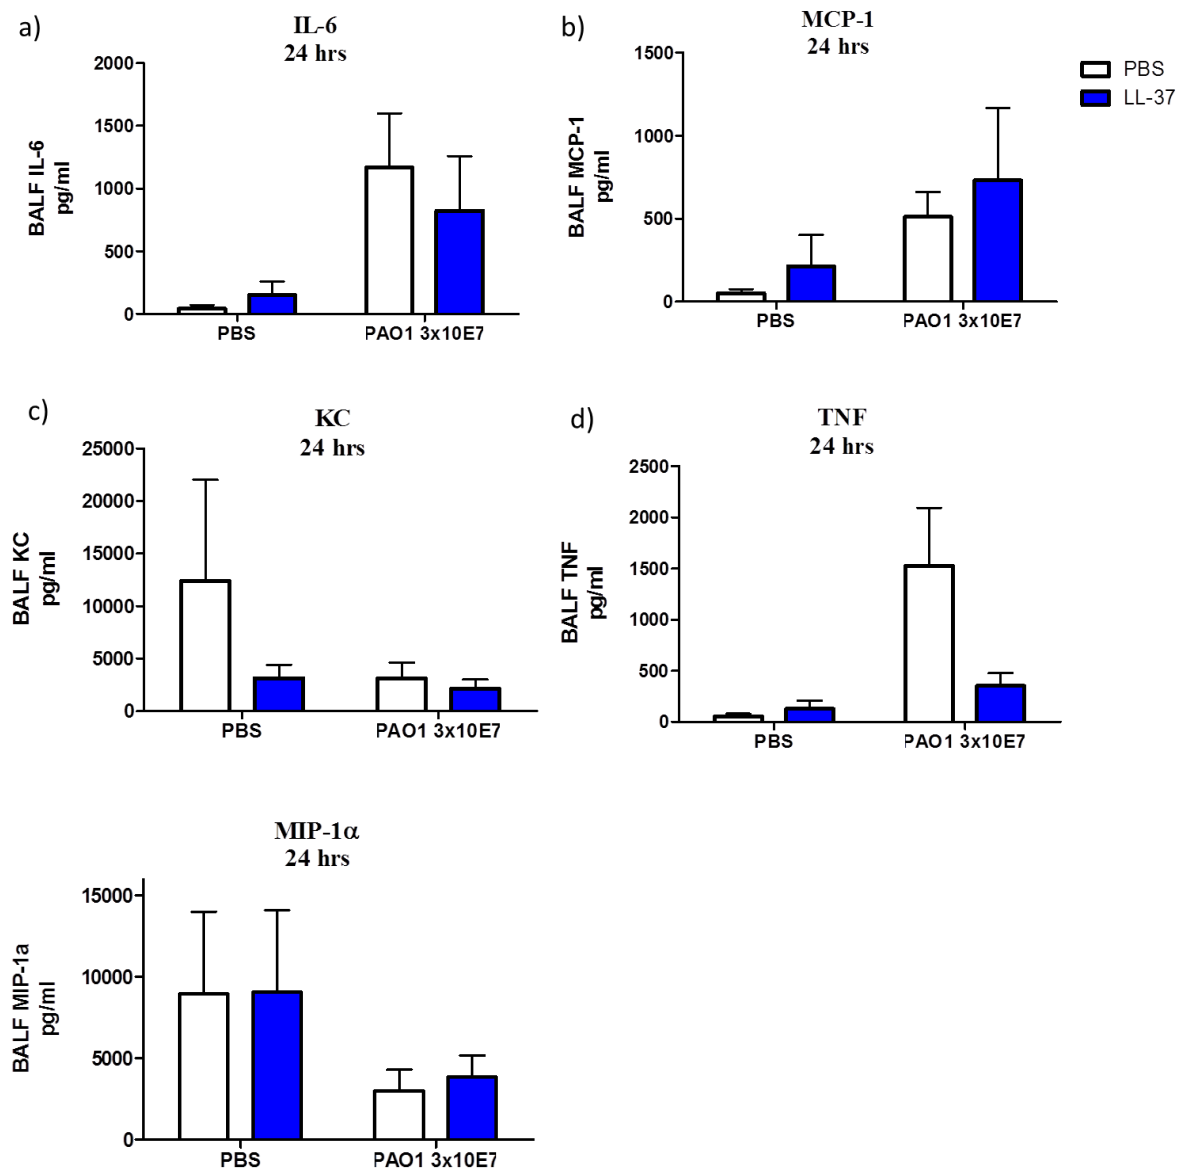 a)
IL-6
24 hrs
2000
1500
1000
500
0
BALF IL-6
pg/ml
PBS
PAO1 3x10E7
b)
MCP-1
24 hrs
1500
1000
500
0
BALF MCP-1
pg/ml
PBS
PAO1 3x10E7
PBS
LL-37
c)
KC
24 hrs
25000
20000
15000
10000
5000
0
BALF KC
pg/ml
PBS
PAO1 3x10E7
d)
TNF
24 hrs
2500
2000
1500
1000
500
0
BALF TNF
pg/ml
PBS
PAO1 3x10E7
MIP-1α
24 hrs
15000
10000
5000
0
BALF MIP-1a
pg/ml
PBS
PAO1 3x10E7